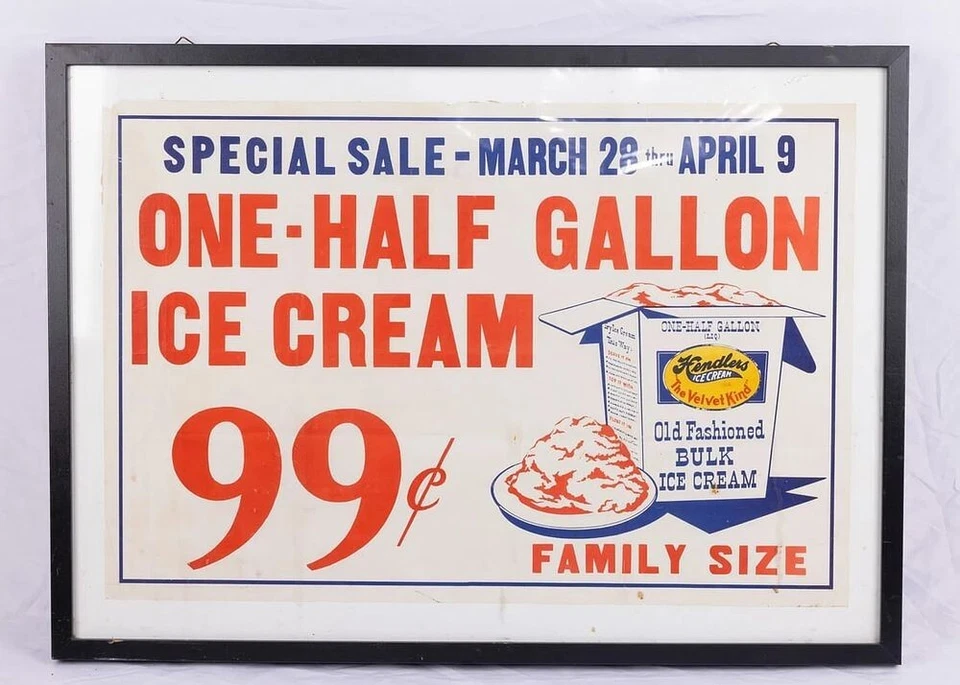 SPECIAL SALE - MARCH 28 thru APRIL 9
ONE-HALF GALLON
ICE CREAM
99¢
ONE-HALF GALLON
Hendlers
ICE CREAM
"The Velvet Kind"
Old Fashioned
BULK
ICE CREAM
FAMILY SIZE